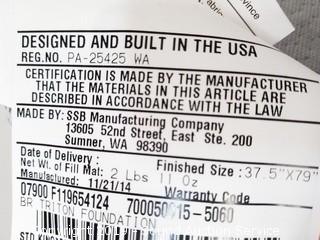 DESIGNED AND BUILT IN THE USA
REG.NO. PA-25425 WA
CERTIFICATION IS MADE BY THE MANUFACTURER
THAT THE MATERIALS IN THIS ARTICLE ARE
DESCRIBED IN ACCORDANCE WITH THE LAW
MADE BY: SSB Manufacturing Company
13605 52nd Street, East Ste. 200
Sumner, WA 98390
Date of Delivery
Finished Size: 37.5"X79"
Net Wt. of Fill Mat: 2 Lbs 11 Oz
Manufactured: 11/21/14
Warranty Code
07900 F119654124 700050615-5060
BR TRITON FOUNDATION